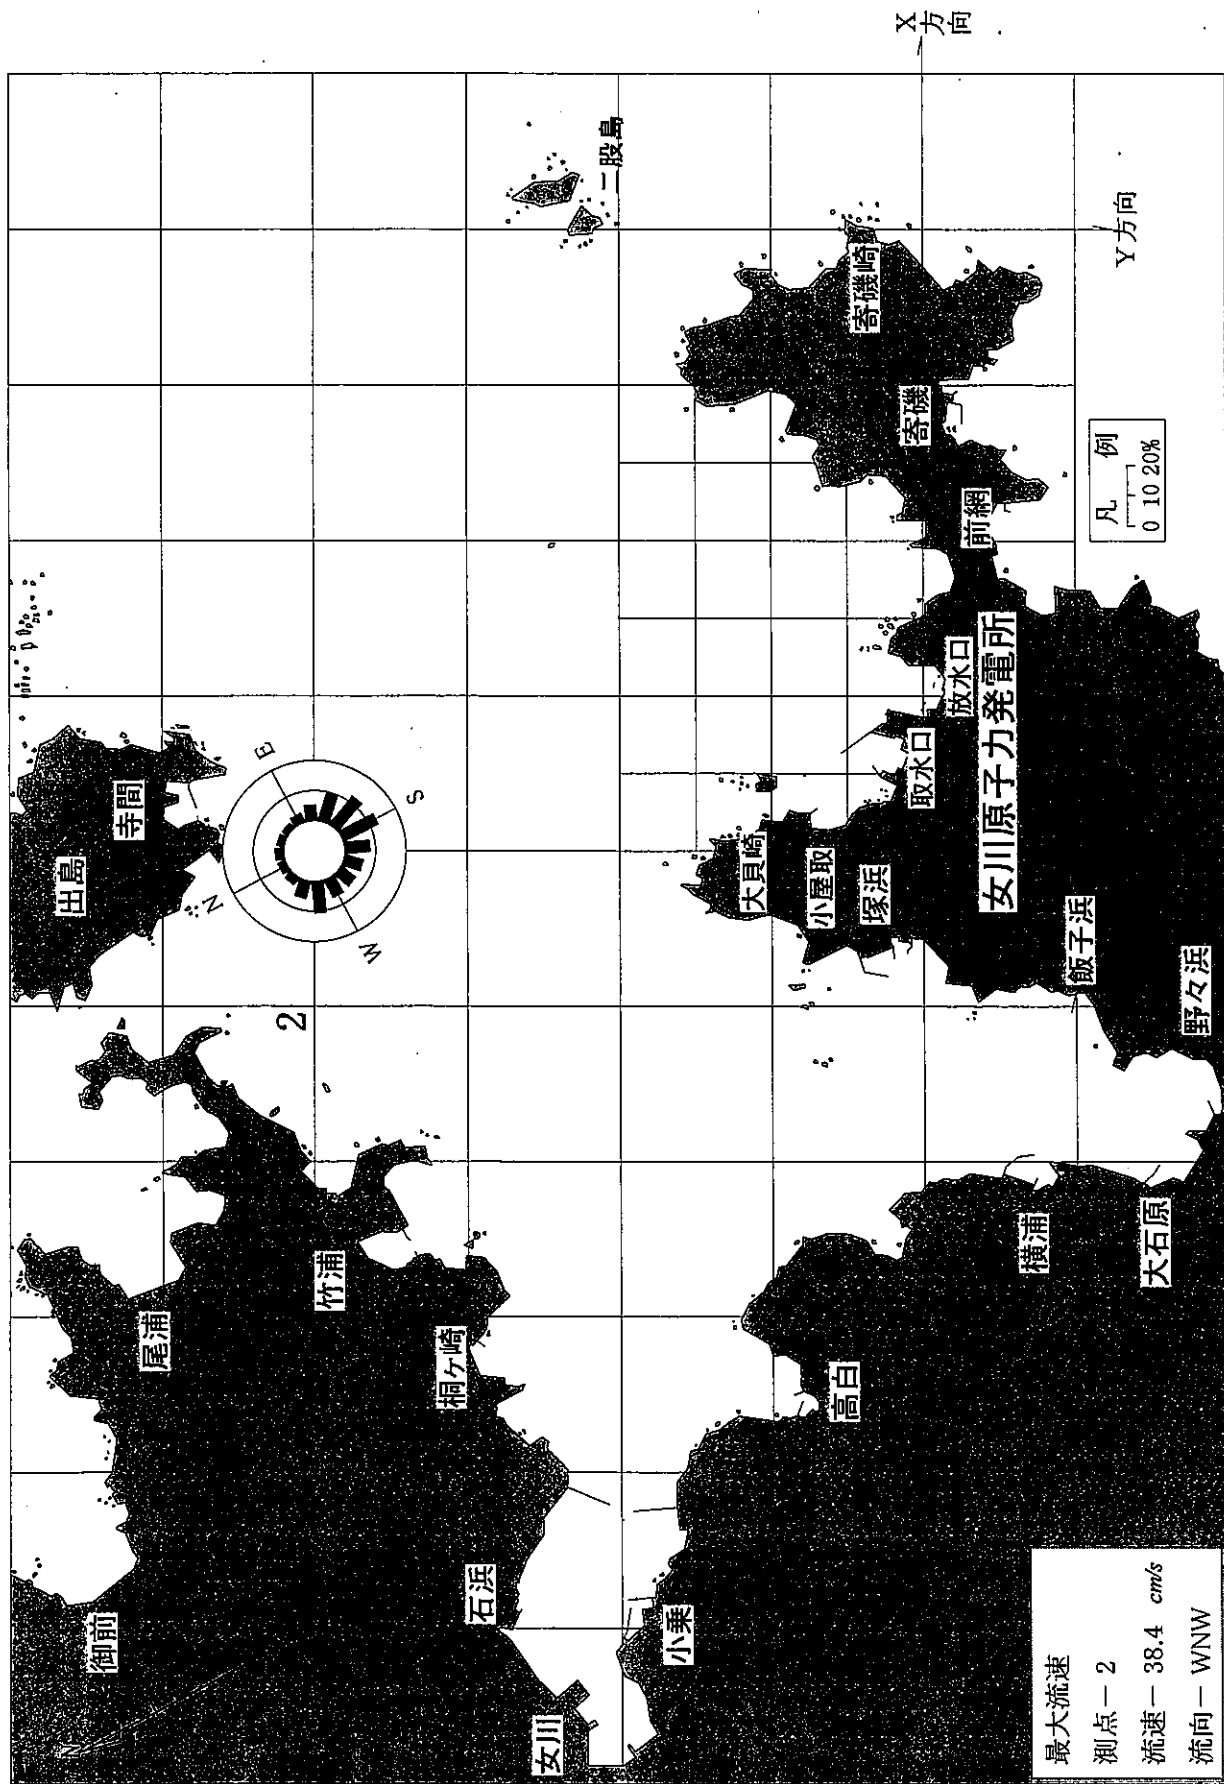 X方向
Y方向
二股島
寄磯崎
寄磯
前網
凡 例
0 10 20%
出島
寺間
N
E
S
W
2
大貝崎
小屋取
塚浜
取水口
放水口
女川原子力発電所
飯子浜
野々浜
尾浦
竹浦
桐ヶ崎
横浦
大石原
高白
御前
石浜
小乗
女川
最大流速
測点－2
流速－38.4 cm/s
流向－WNW